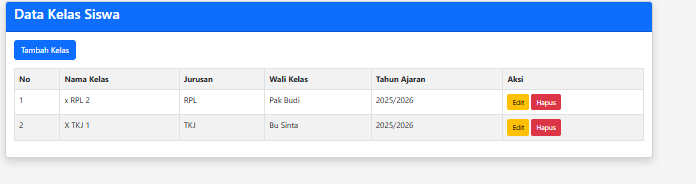 Data Kelas Siswa
Tambah Kelas
No Nama Kelas Jurusan Wali Kelas Tahun Ajaran Aksi
1 x RPL 2 RPL Pak Budi 2025/2026 Edit Hapus
2 X TKJ 1 TKJ Bu Sinta 2025/2026 Edit Hapus